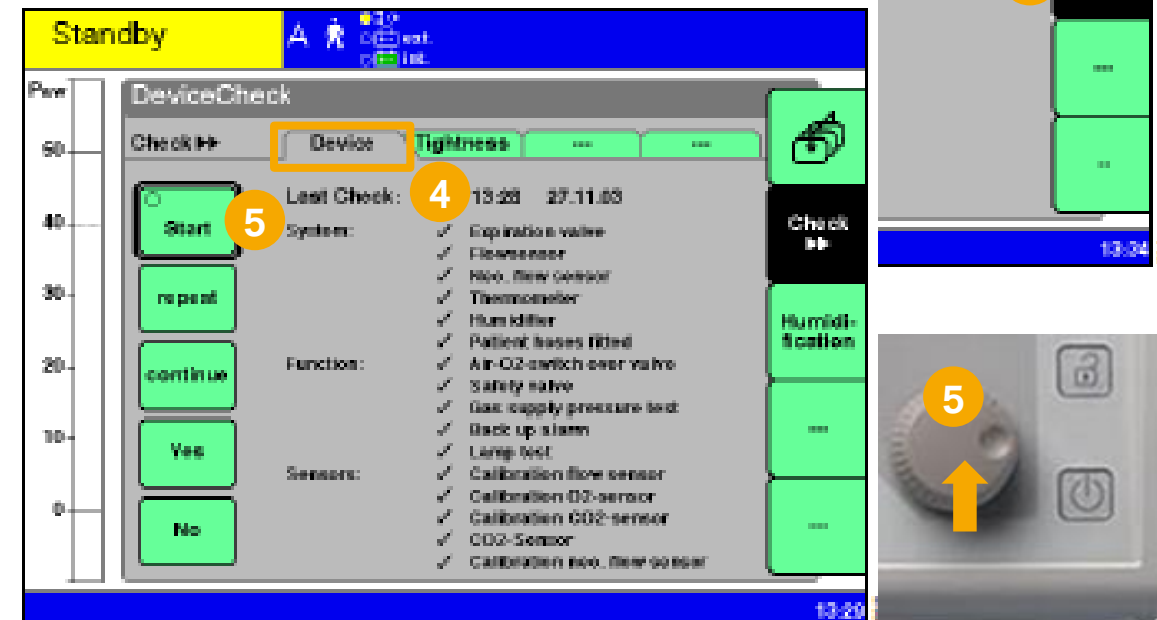 Standby
A
ext.
int.
Paw
DeviceCheck
Check
Device
Tightness
---
---
50
40
30
20
10
0
Start
repeat
continue
Yes
No
5
4
Last Check:
13:28 27.11.03
System:
✓ Expiration valve
✓ Flowsensor
✓ Neo. flow sensor
✓ Thermometer
✓ Humidifier
✓ Patient hoses fitted
Function:
✓ Air-O2-switch over valve
✓ Safety valve
✓ Gas supply pressure test
✓ Back up alarm
✓ Lamp test
Sensors:
✓ Calibration flow sensor
✓ Calibration O2-sensor
✓ Calibration CO2-sensor
✓ CO2-Sensor
✓ Calibration neo. flow sensor
Check
Humidi-
fication
---
---
13:29
---
--
13:24
5